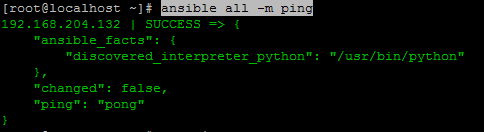 [root@localhost ~]# ansible all -m ping
192.168.204.132 | SUCCESS => {
    "ansible_facts": {
        "discovered_interpreter_python": "/usr/bin/python"
    },
    "changed": false,
    "ping": "pong"
}